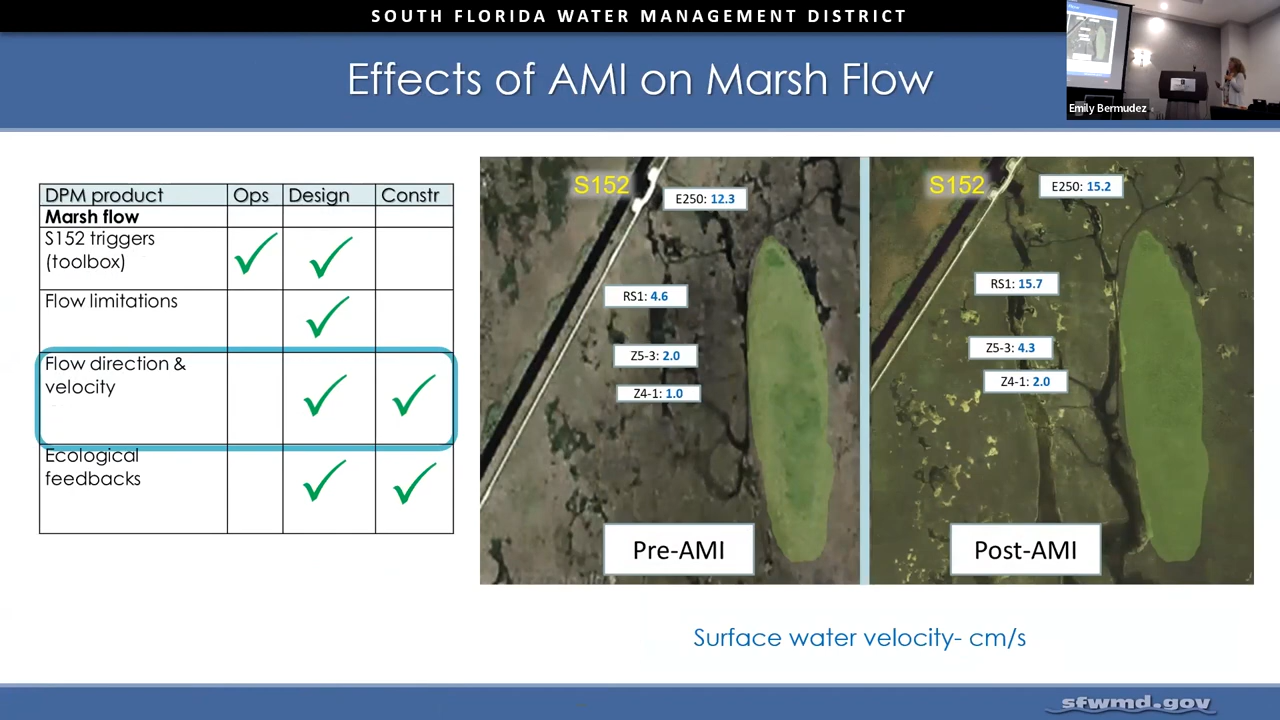 SOUTH FLORIDA WATER MANAGEMENT DISTRICT
Effects of AMI on Marsh Flow
Emily Bermudez
DPM product Ops Design Constr
Marsh flow
S152 triggers
(toolbox)
Flow limitations
Flow direction &
velocity
Ecological
feedbacks
S152
E250: 12.3
RS1: 4.6
Z5-3: 2.0
Z4-1: 1.0
Pre-AMI
S152
E250: 15.2
RS1: 15.7
Z5-3: 4.3
Z4-1: 2.0
Post-AMI
Surface water velocity- cm/s
sfwmd.gov